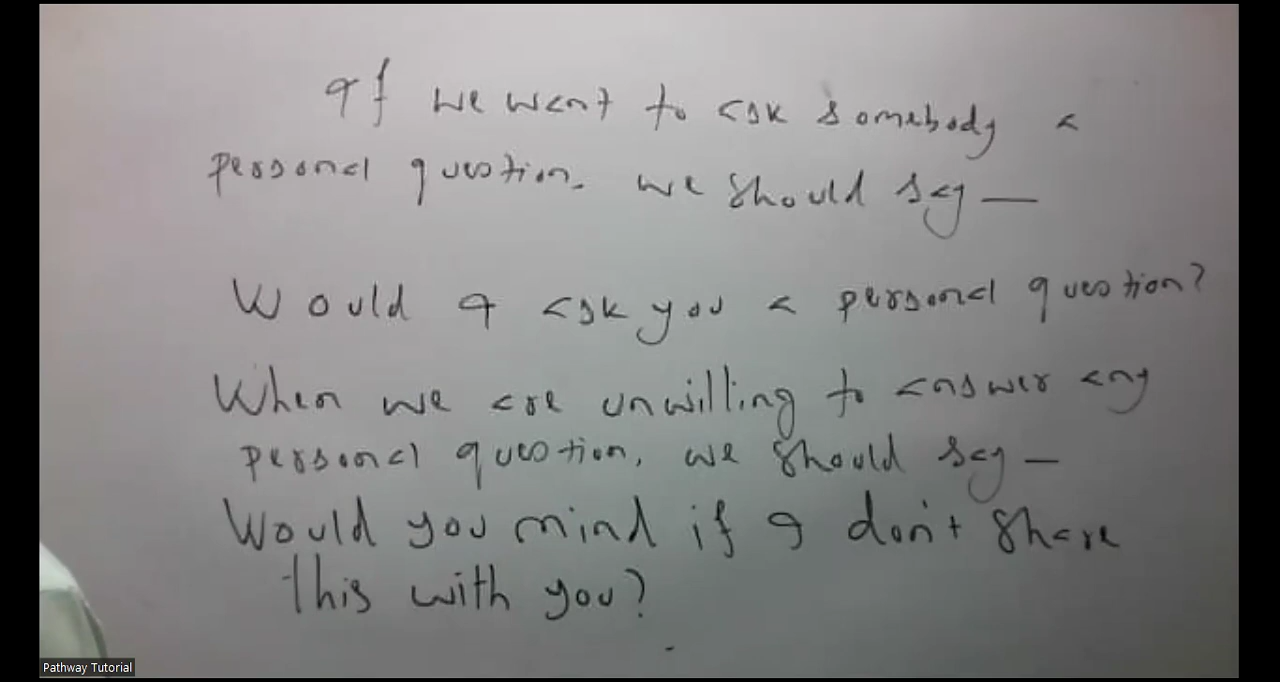 If we want to ask somebody a
personal question, we should say —
Would I ask you a personal question?
When we are unwilling to answer any
personal question, we should say —
Would you mind if I don't share
this with you?
Pathway Tutorial